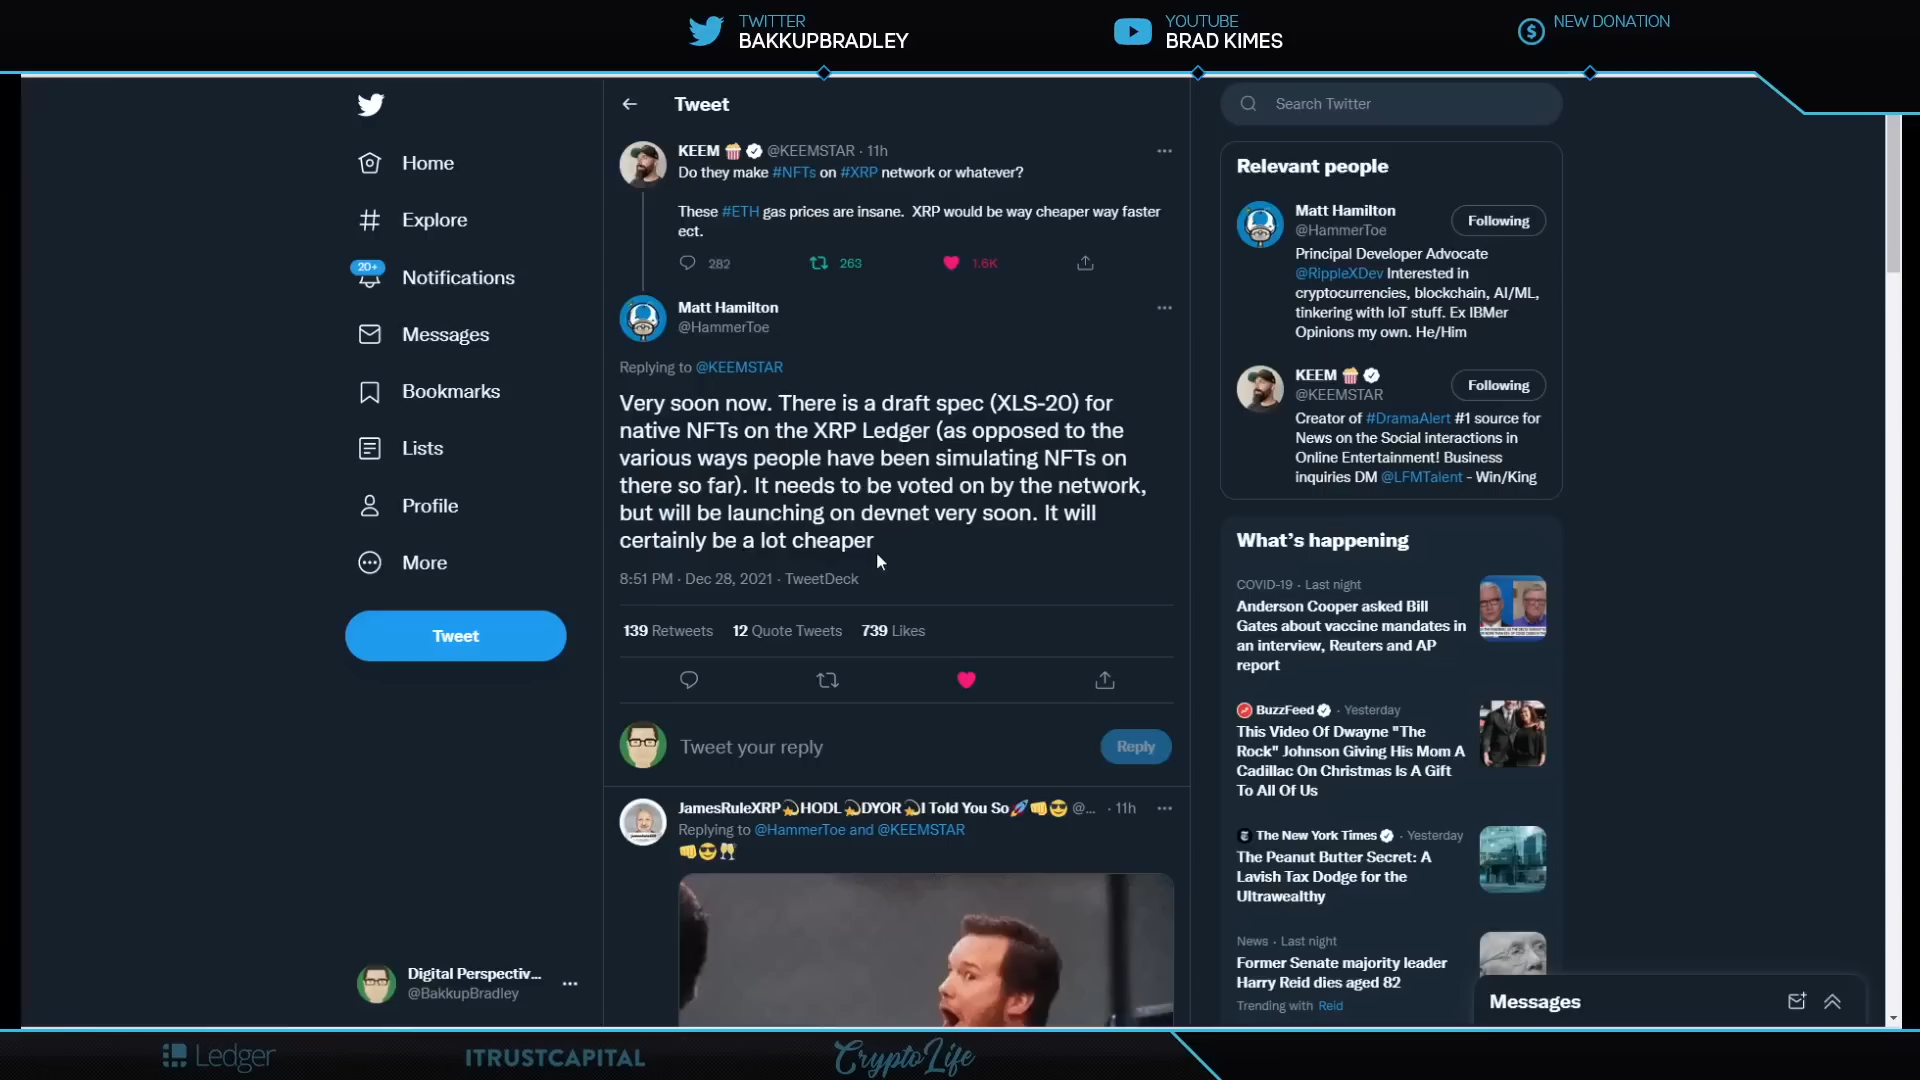 TWITTER
BAKKUPBRADLEY
YOUTUBE
BRAD KIMES
NEW DONATION
Home
Explore
20+
Notifications
Messages
Bookmarks
Lists
Profile
More
Tweet
Digital Perspectiv...
@BakkupBradley
Tweet
KEEM 🍿 @KEEMSTAR · 11h
Do they make #NFTs on #XRP network or whatever?
These #ETH gas prices are insane. XRP would be way cheaper way faster
ect.
282
263
1.6K
Matt Hamilton
@HammerToe
Replying to @KEEMSTAR
Very soon now. There is a draft spec (XLS-20) for
native NFTs on the XRP Ledger (as opposed to the
various ways people have been simulating NFTs on
there so far). It needs to be voted on by the network,
but will be launching on devnet very soon. It will
certainly be a lot cheaper
8:51 PM · Dec 28, 2021 · TweetDeck
139 Retweets 12 Quote Tweets 739 Likes
Tweet your reply
Reply
JamesRuleXRP💫HODL💫DYOR💫I Told You So🚀👊😎 @... · 11h
Replying to @HammerToe and @KEEMSTAR
👊😎🥂
Search Twitter
Relevant people
Matt Hamilton
@HammerToe
Following
Principal Developer Advocate
@RippleXDev Interested in
cryptocurrencies, blockchain, AI/ML,
tinkering with IoT stuff. Ex IBMer
Opinions my own. He/Him
KEEM 🍿
@KEEMSTAR
Following
Creator of #DramaAlert #1 source for
News on the Social interactions in
Online Entertainment! Business
inquiries DM @LFMTalent - Win/King
What's happening
COVID-19 · Last night
Anderson Cooper asked Bill
Gates about vaccine mandates in
an interview, Reuters and AP
report
BuzzFeed · Yesterday
This Video Of Dwayne "The
Rock" Johnson Giving His Mom A
Cadillac On Christmas Is A Gift
To All Of Us
The New York Times · Yesterday
The Peanut Butter Secret: A
Lavish Tax Dodge for the
Ultrawealthy
News · Last night
Former Senate majority leader
Harry Reid dies aged 82
Trending with Reid
Messages
Ledger
ITRUSTCAPITAL
CryptoLife